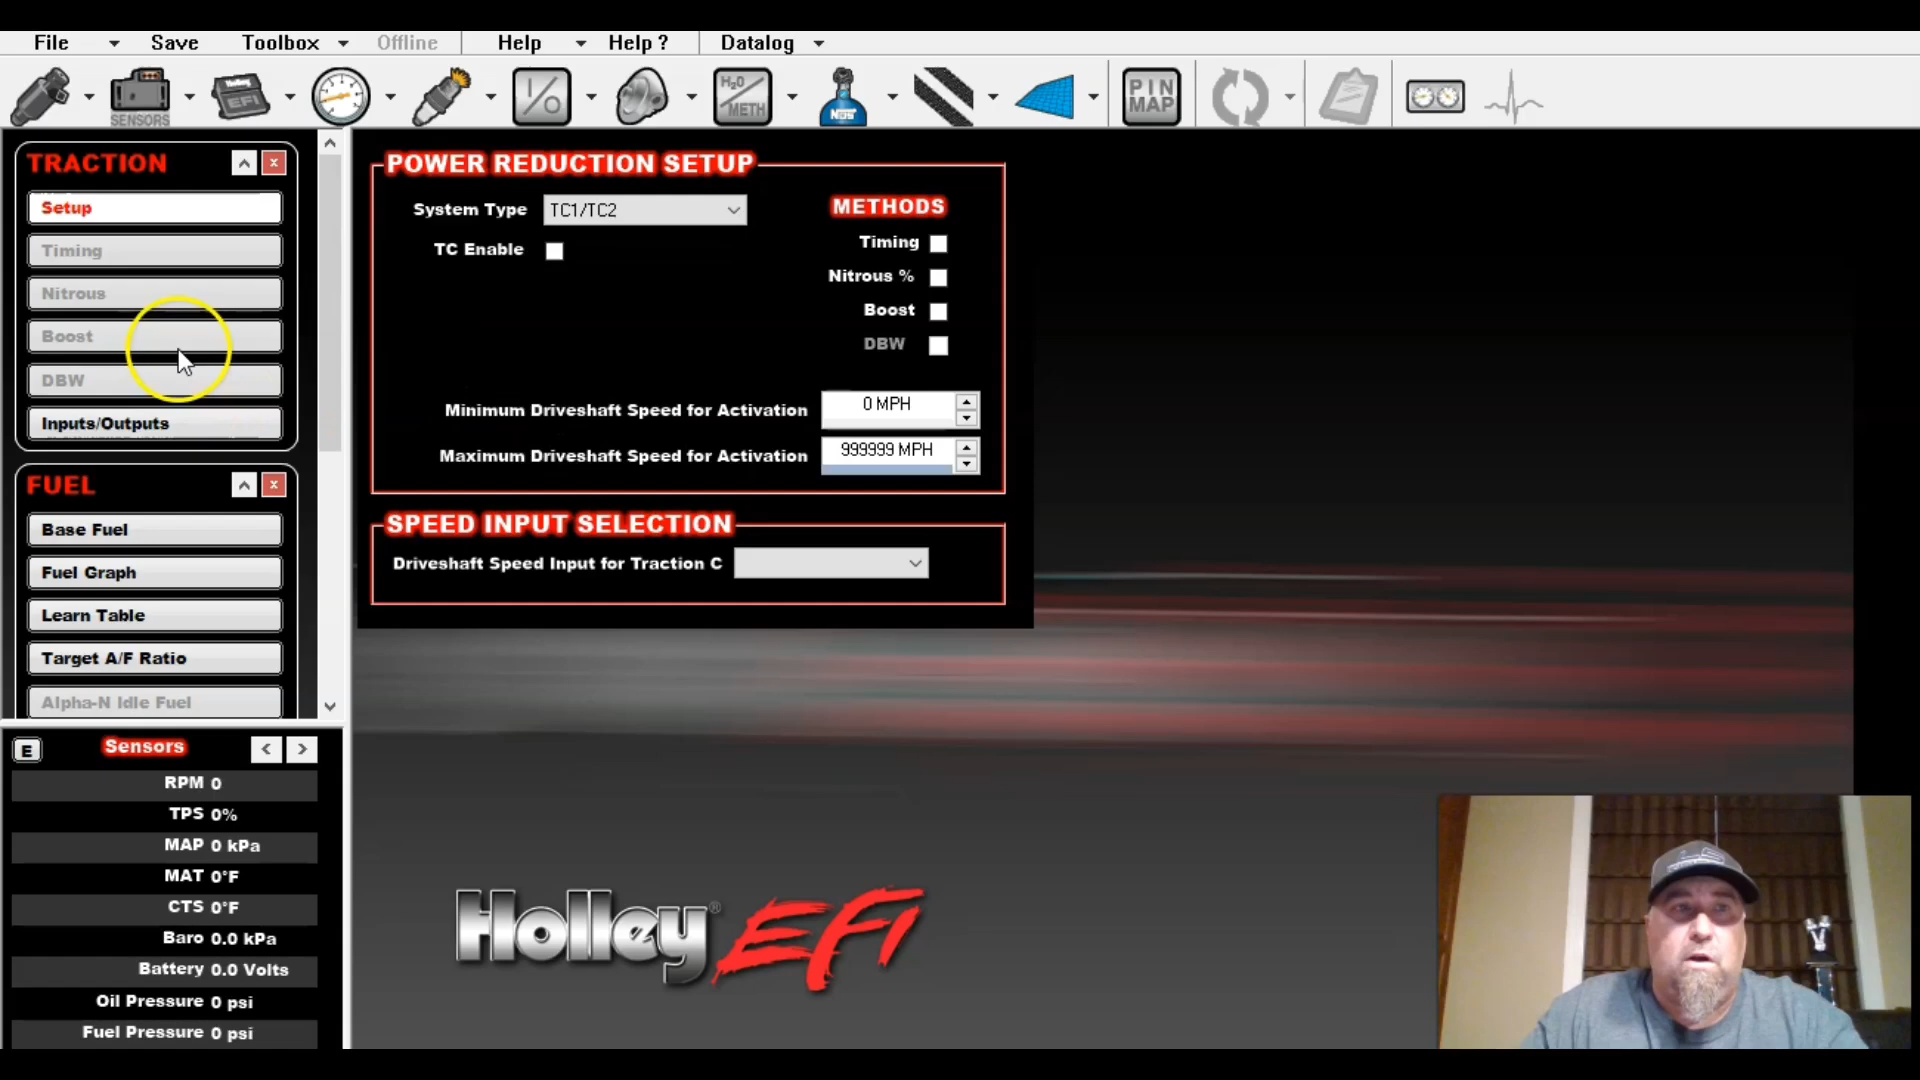 File Save Toolbox Offline Help Help ? Datalog
SENSORS
Holley
EFI
I/O
H₂O
METH
NOS
PIN
MAP
TRACTION
Setup
Timing
Nitrous
Boost
DBW
Inputs/Outputs
FUEL
Base Fuel
Fuel Graph
Learn Table
Target A/F Ratio
Alpha-N Idle Fuel
E Sensors < >
RPM 0
TPS 0%
MAP 0 kPa
MAT 0°F
CTS 0°F
Baro 0.0 kPa
Battery 0.0 Volts
Oil Pressure 0 psi
Fuel Pressure 0 psi
POWER REDUCTION SETUP
System Type TC1/TC2
TC Enable
METHODS
Timing
Nitrous %
Boost
DBW
Minimum Driveshaft Speed for Activation 0 MPH
Maximum Driveshaft Speed for Activation 999999 MPH
SPEED INPUT SELECTION
Driveshaft Speed Input for Traction C
Holley® EFI